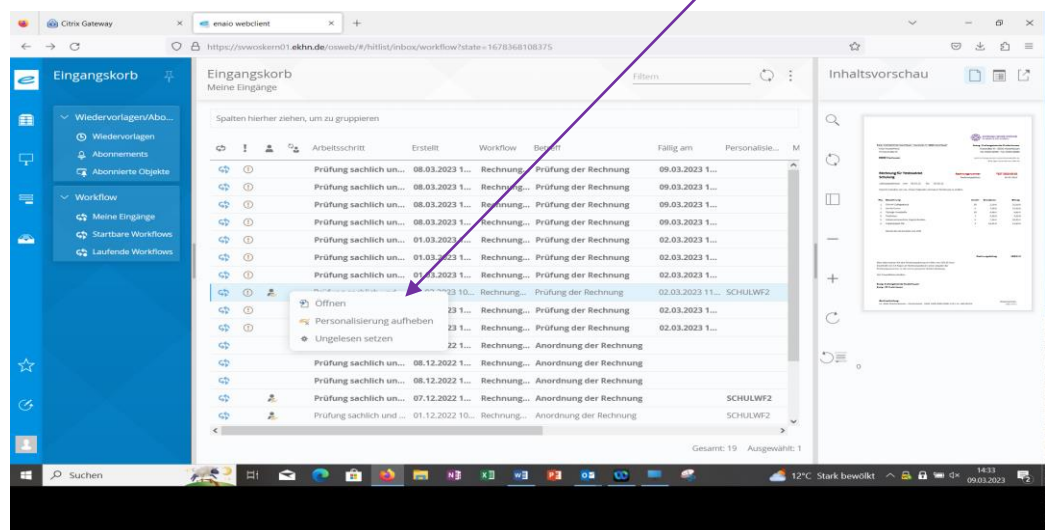 Citrix Gateway × enaio webclient × +
https://svwoskern01.ekhn.de/osweb/#/hitlist/inbox/workflow?state=1678368108375
Eingangskorb
Wiedervorlagen/Abo...
Wiedervorlagen
Abonnements
Abonnierte Objekte
Workflow
Meine Eingänge
Startbare Workflows
Laufende Workflows
Eingangskorb
Meine Eingänge
Filtern
Spalten hierher ziehen, um zu gruppieren
Arbeitsschritt Erstellt Workflow Betreff Fällig am Personalisie... M
Prüfung sachlich un... 08.03.2023 1... Rechnung... Prüfung der Rechnung 09.03.2023 1...
Prüfung sachlich un... 08.03.2023 1... Rechnung... Prüfung der Rechnung 09.03.2023 1...
Prüfung sachlich un... 08.03.2023 1... Rechnung... Prüfung der Rechnung 09.03.2023 1...
Prüfung sachlich un... 08.03.2023 1... Rechnung... Prüfung der Rechnung 09.03.2023 1...
Prüfung sachlich un... 01.03.2023 1... Rechnung... Prüfung der Rechnung 02.03.2023 1...
Prüfung sachlich un... 01.03.2023 1... Rechnung... Prüfung der Rechnung 02.03.2023 1...
Prüfung sachlich un... 01.03.2023 1... Rechnung... Prüfung der Rechnung 02.03.2023 1...
10... Rechnung... Prüfung der Rechnung 02.03.2023 11... SCHULWF2
23 1... Rechnung... Prüfung der Rechnung 02.03.2023 1...
23 1... Rechnung... Prüfung der Rechnung 02.03.2023 1...
22 1... Rechnung... Anordnung der Rechnung
Öffnen
Personalisierung aufheben
Ungelesen setzen
Prüfung sachlich un... 08.12.2022 1... Rechnung... Anordnung der Rechnung
Prüfung sachlich un... 08.12.2022 1... Rechnung... Anordnung der Rechnung
Prüfung sachlich un... 07.12.2022 1... Rechnung... Anordnung der Rechnung SCHULWF2
Prüfung sachlich und ... 01.12.2022 10... Rechnung... Anordnung der Rechnung SCHULWF2
Gesamt: 19 Ausgewählt: 1
Inhaltsvorschau
Suchen
12°C Stark bewölkt
14:33
09.03.2023